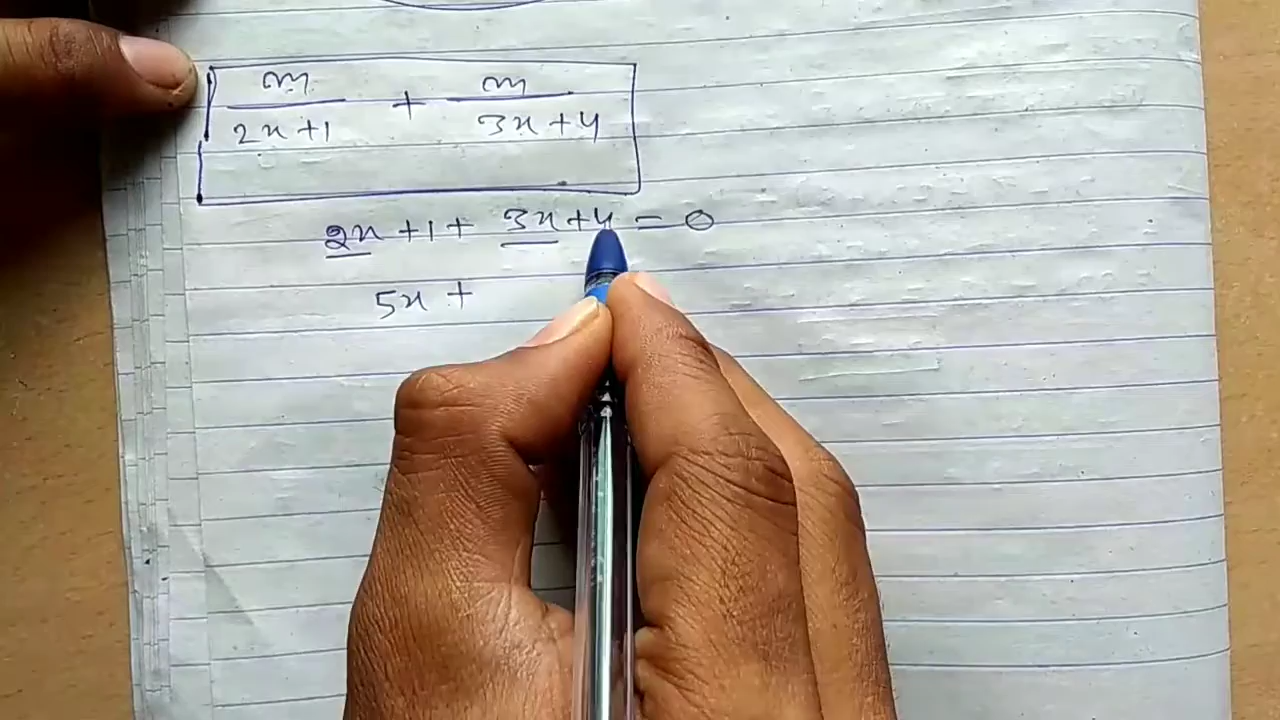 m/2x+1 + m/3x+4
2x +1 + 3x +4 = 0
5x +